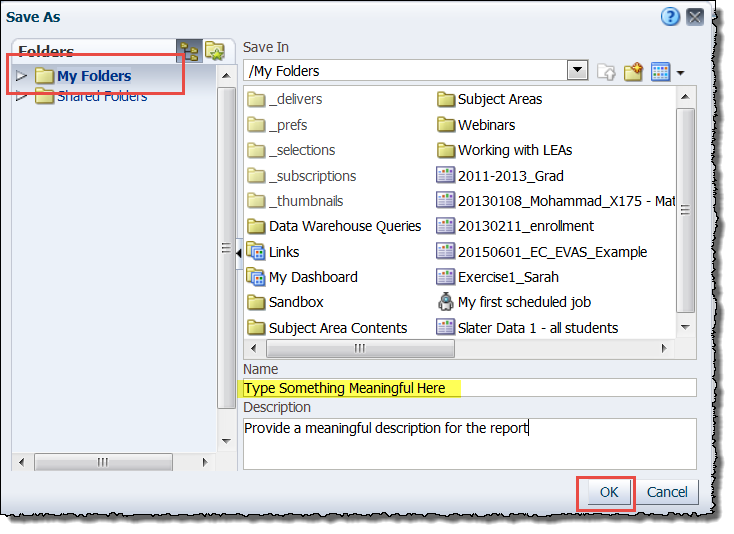 Save As
Folders
My Folders
Shared Folders
Save In
/My Folders
_delivers
_prefs
_selections
_subscriptions
_thumbnails
Data Warehouse Queries
Links
My Dashboard
Sandbox
Subject Area Contents
Subject Areas
Webinars
Working with LEAs
2011-2013_Grad
20130108_Mohammad_X175 - Mat
20130211_enrollment
20150601_EC_EVAS_Example
Exercise1_Sarah
My first scheduled job
Slater Data 1 - all students
Name
Type Something Meaningful Here
Description
Provide a meaningful description for the report
OK
Cancel